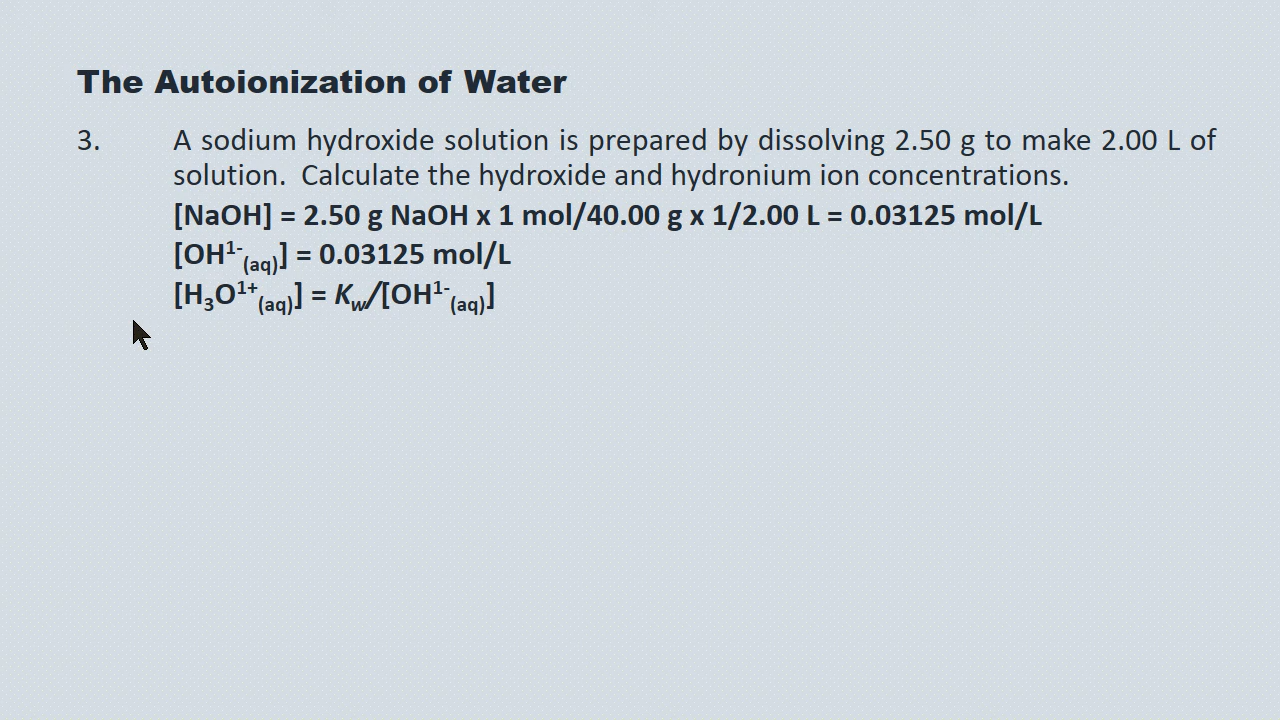 The Autoionization of Water
3. A sodium hydroxide solution is prepared by dissolving 2.50 g to make 2.00 L of
solution. Calculate the hydroxide and hydronium ion concentrations.
[NaOH] = 2.50 g NaOH x 1 mol/40.00 g x 1/2.00 L = 0.03125 mol/L
[OH¹⁻(aq)] = 0.03125 mol/L
[H₃O¹⁺(aq)] = Kw/[OH¹⁻(aq)]